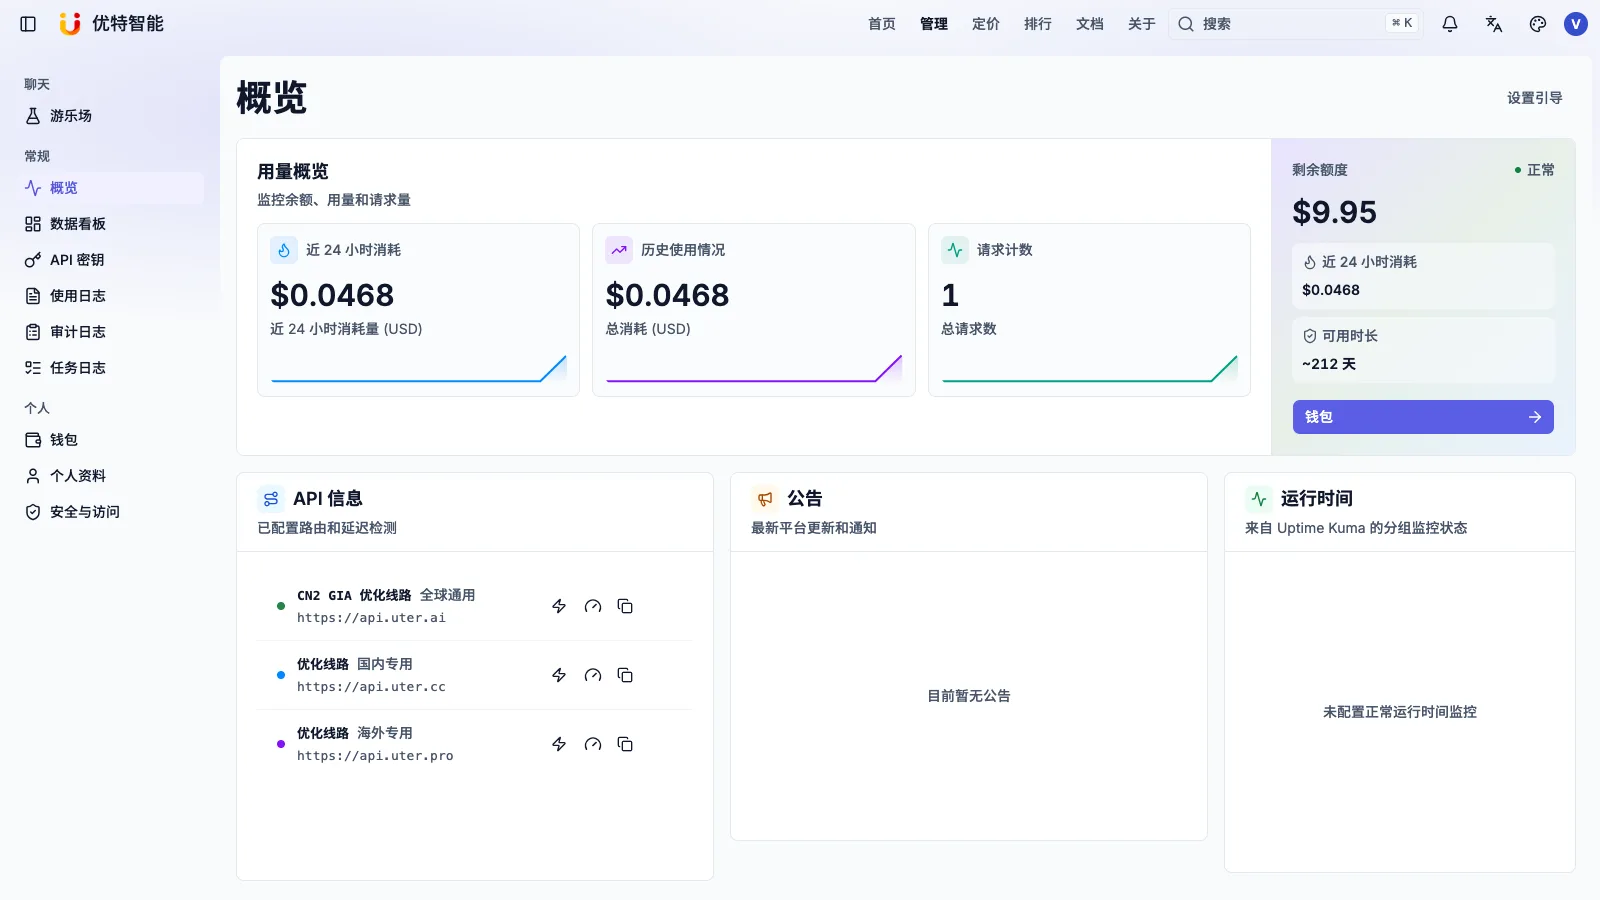 优特智能
首页 管理 定价 排行 文档 关于 搜索 ⌘ K V
聊天
游乐场
常规
概览
数据看板
API 密钥
使用日志
审计日志
任务日志
个人
钱包
个人资料
安全与访问
概览
设置引导
用量概览
监控余额、用量和请求量
近 24 小时消耗
$0.0468
近 24 小时消耗量 (USD)
历史使用情况
$0.0468
总消耗 (USD)
请求计数
1
总请求数
剩余额度 正常
$9.95
近 24 小时消耗
$0.0468
可用时长
~212 天
钱包
API 信息
已配置路由和延迟检测
CN2 GIA 优化线路 全球通用
https://api.uter.ai
优化线路 国内专用
https://api.uter.cc
优化线路 海外专用
https://api.uter.pro
公告
最新平台更新和通知
目前暂无公告
运行时间
来自 Uptime Kuma 的分组监控状态
未配置正常运行时间监控